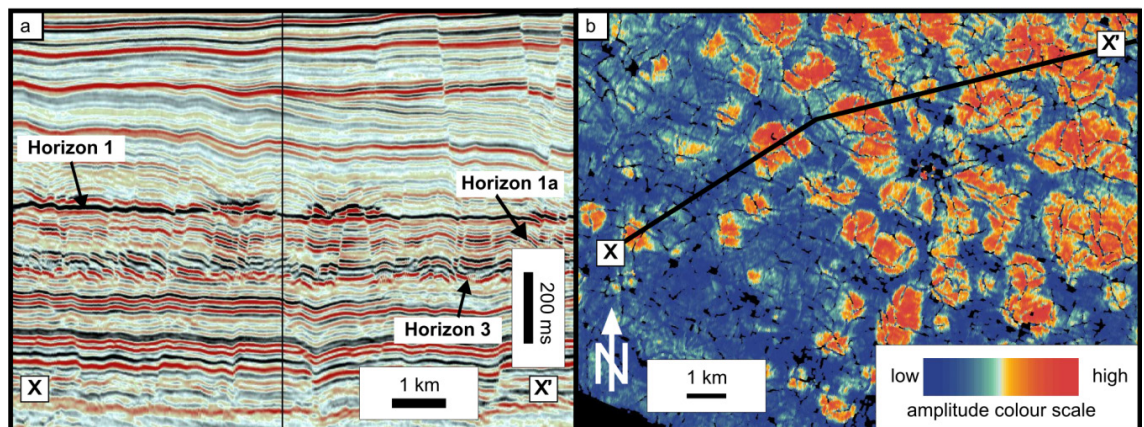 a
Horizon 1
Horizon 1a
200 ms
Horizon 3
1 km
X
X'
b
X'
X
N
1 km
low
high
amplitude colour scale